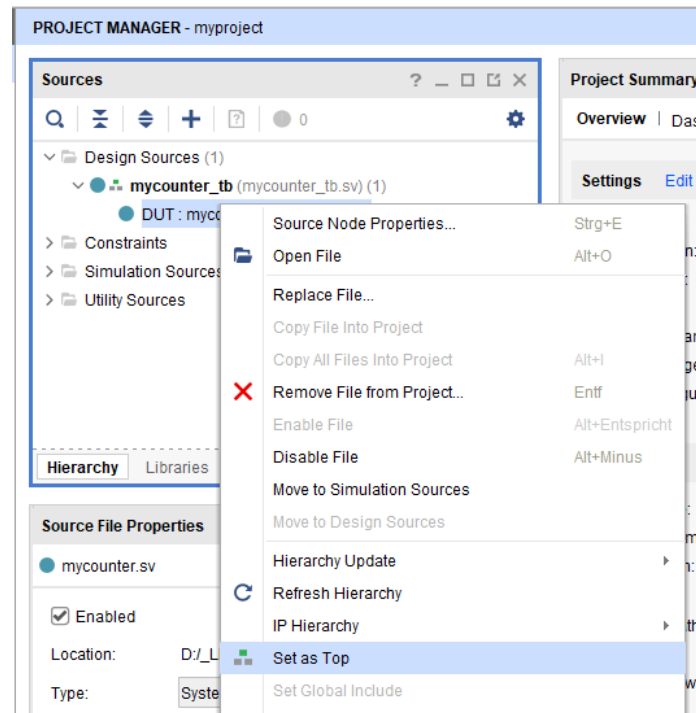 PROJECT MANAGER - myproject
Sources
Project Summary
0
Overview
Design Sources (1)
Settings Edit
mycounter_tb (mycounter_tb.sv) (1)
DUT :
Constraints
Simulation Sources
Utility Sources
Source Node Properties... Strg+E
Open File Alt+O
Replace File...
Copy File Into Project
Copy All Files Into Project Alt+I
Remove File from Project... Entf
Enable File Alt+Entspricht
Disable File Alt+Minus
Move to Simulation Sources
Move to Design Sources
Hierarchy Update
Refresh Hierarchy
IP Hierarchy
Set as Top
Set Global Include
Hierarchy Libraries
Source File Properties
mycounter.sv
Enabled
Location: D:/_L
Type: Syste